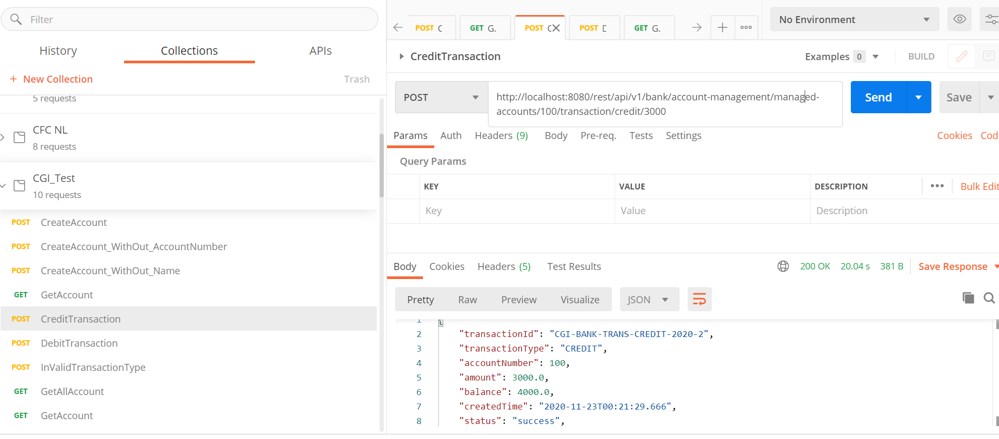 Filter
History
Collections
APIs
+ New Collection
Trash
5 requests
CFC NL
8 requests
CGI_Test
10 requests
POST CreateAccount
POST CreateAccount_WithOut_AccountNumber
POST CreateAccount_WithOut_Name
GET GetAccount
POST CreditTransaction
POST DebitTransaction
POST InValidTransactionType
GET GetAllAccount
GET GetAccount
POST
GET G.
POST
POST
GET G.
No Environment
CreditTransaction
Examples 0
BUILD
POST
http://localhost:8080/rest/api/v1/bank/account-management/managed-
accounts/100/transaction/credit/3000
Send
Save
Params Auth Headers (9) Body Pre-req. Tests Settings
Cookies Cod
Query Params
KEY VALUE DESCRIPTION
Bulk Edit
Key Value Description
Body Cookies Headers (5) Test Results
200 OK 20.04 s 381 B
Save Response
Pretty Raw Preview Visualize JSON
1 {
2 "transactionId": "CGI-BANK-TRANS-CREDIT-2020-2",
3 "transactionType": "CREDIT",
4 "accountNumber": 100,
5 "amount": 3000.0,
6 "balance": 4000.0,
7 "createdTime": "2020-11-23T00:21:29.666",
8 "status": "success",